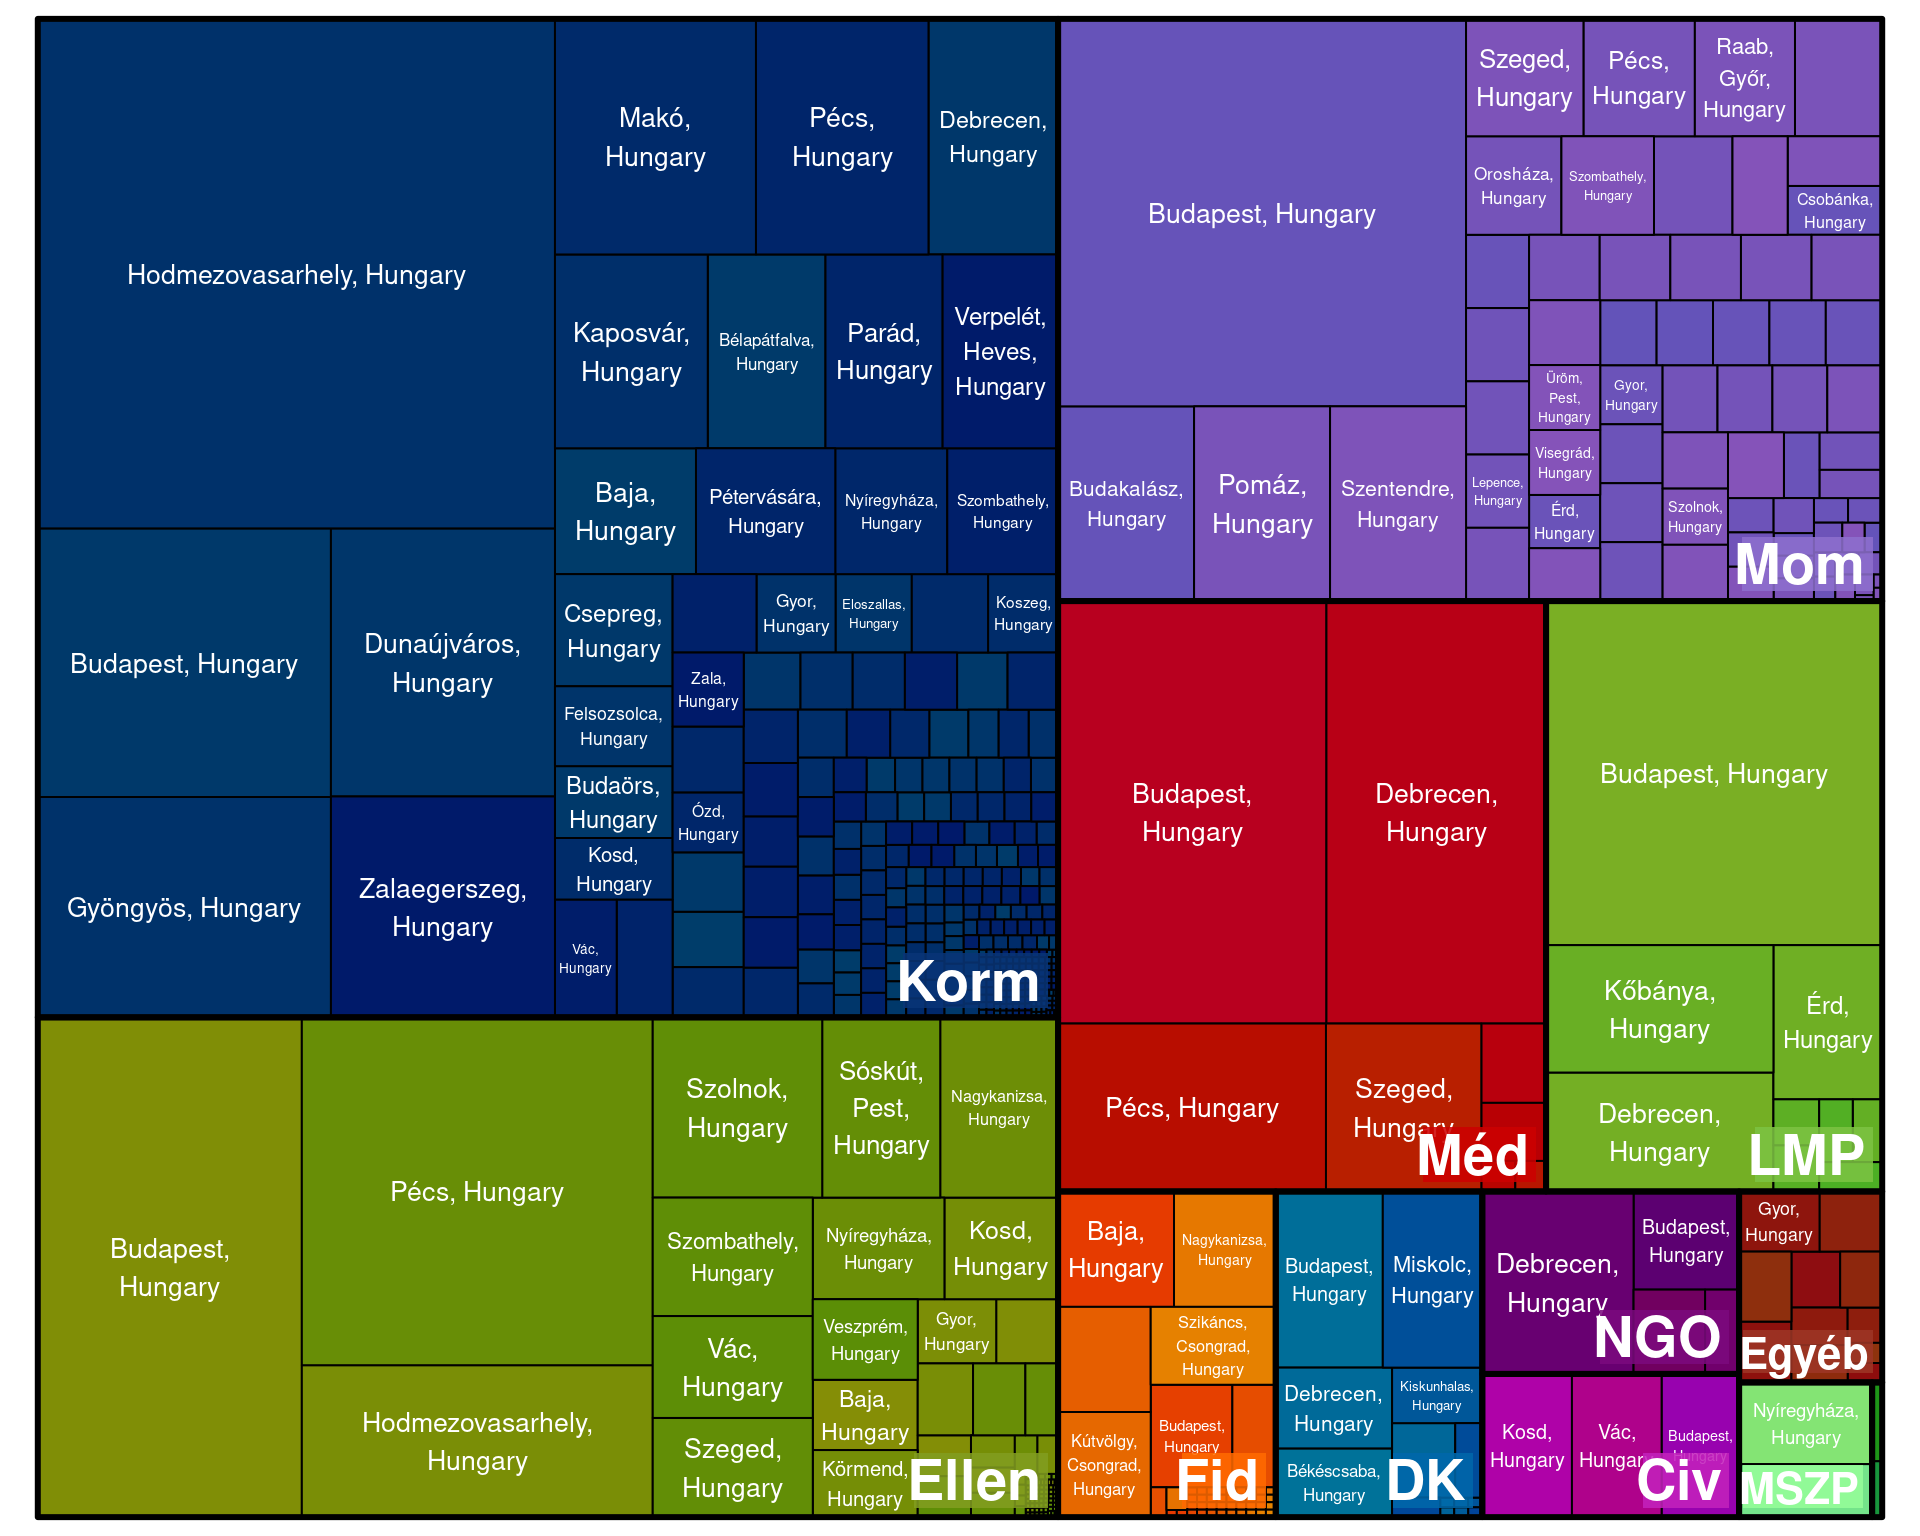 Hodmezovasarhely, Hungary
Makó,
Hungary
Pécs,
Hungary
Debrecen,
Hungary
Kaposvár,
Hungary
Bélapátfalva,
Hungary
Parád,
Hungary
Verpelét,
Heves,
Hungary
Baja,
Hungary
Pétervására,
Hungary
Nyíregyháza,
Hungary
Szombathely,
Hungary
Budapest, Hungary
Dunaújváros,
Hungary
Csepreg,
Hungary
Gyor,
Hungary
Eloszallas,
Hungary
Koszeg,
Hungary
Zala,
Hungary
Felsozsolca,
Hungary
Budaörs,
Hungary
Ózd,
Hungary
Kosd,
Hungary
Gyöngyös, Hungary
Zalaegerszeg,
Hungary
Vác,
Hungary
Korm
Budapest, Hungary
Szeged,
Hungary
Pécs,
Hungary
Raab,
Győr,
Hungary
Orosháza,
Hungary
Szombathely,
Hungary
Csobánka,
Hungary
Üröm,
Pest,
Hungary
Gyor,
Hungary
Visegrád,
Hungary
Lepence,
Hungary
Érd,
Hungary
Szolnok,
Hungary
Budakalász,
Hungary
Pomáz,
Hungary
Szentendre,
Hungary
Mom
Budapest,
Hungary
Debrecen,
Hungary
Pécs, Hungary
Szeged,
Hungary
Méd
Budapest, Hungary
Kőbánya,
Hungary
Érd,
Hungary
Debrecen,
Hungary
LMP
Budapest,
Hungary
Pécs, Hungary
Hodmezovasarhely,
Hungary
Szolnok,
Hungary
Sóskút,
Pest,
Hungary
Nagykanizsa,
Hungary
Szombathely,
Hungary
Nyíregyháza,
Hungary
Kosd,
Hungary
Vác,
Hungary
Veszprém,
Hungary
Gyor,
Hungary
Baja,
Hungary
Szeged,
Hungary
Körmend,
Hungary
Ellen
Baja,
Hungary
Nagykanizsa,
Hungary
Szikáncs,
Csongrad,
Hungary
Kútvölgy,
Csongrad,
Hungary
Budapest,
Hungary
Fid
Budapest,
Hungary
Miskolc,
Hungary
Debrecen,
Hungary
Kiskunhalas,
Hungary
Békéscsaba,
Hungary
DK
Debrecen,
Hungary
Budapest,
Hungary
NGO
Kosd,
Hungary
Vác,
Hungary
Budapest,
Hungary
Civ
Gyor,
Hungary
Egyéb
Nyíregyháza,
Hungary
MSZP